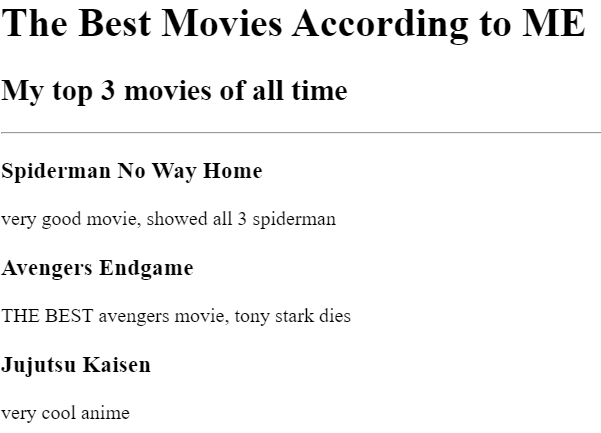 The Best Movies According to ME
My top 3 movies of all time
Spiderman No Way Home
very good movie, showed all 3 spiderman
Avengers Endgame
THE BEST avengers movie, tony stark dies
Jujutsu Kaisen
very cool anime